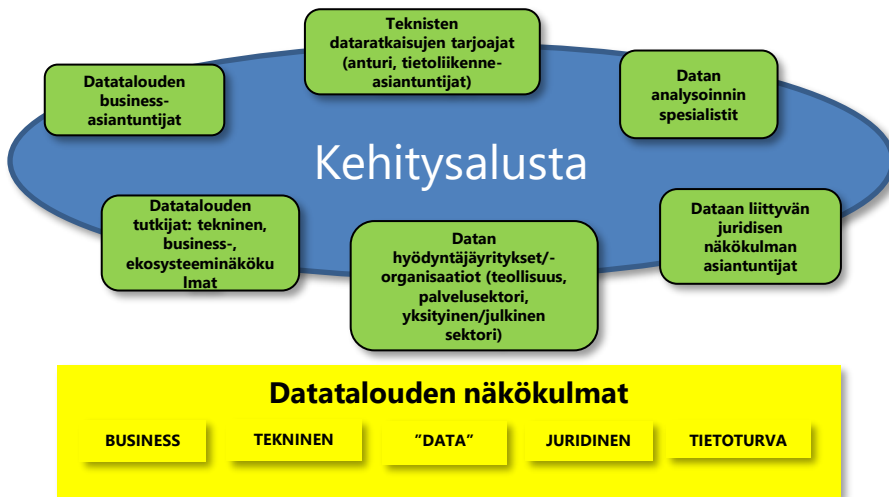 Teknisten
dataratkaisujen tarjoajat
(anturi, tietoliikenne-
asiantuntijat)
Datatalouden
business-
asiantuntijat
Datan
analysoinnin
spesialistit
Kehitysalusta
Datatalouden
tutkijat: tekninen,
business-,
ekosysteeminäköku
lmat
Datan
hyödyntäjäyritykset/-
organisaatiot (teollisuus,
palvelusektori,
yksityinen/julkinen
sektori)
Dataan liittyvän
juridisen
näkökulman
asiantuntijat
Datatalouden näkökulmat
BUSINESS
TEKNINEN
”DATA”
JURIDINEN
TIETOTURVA